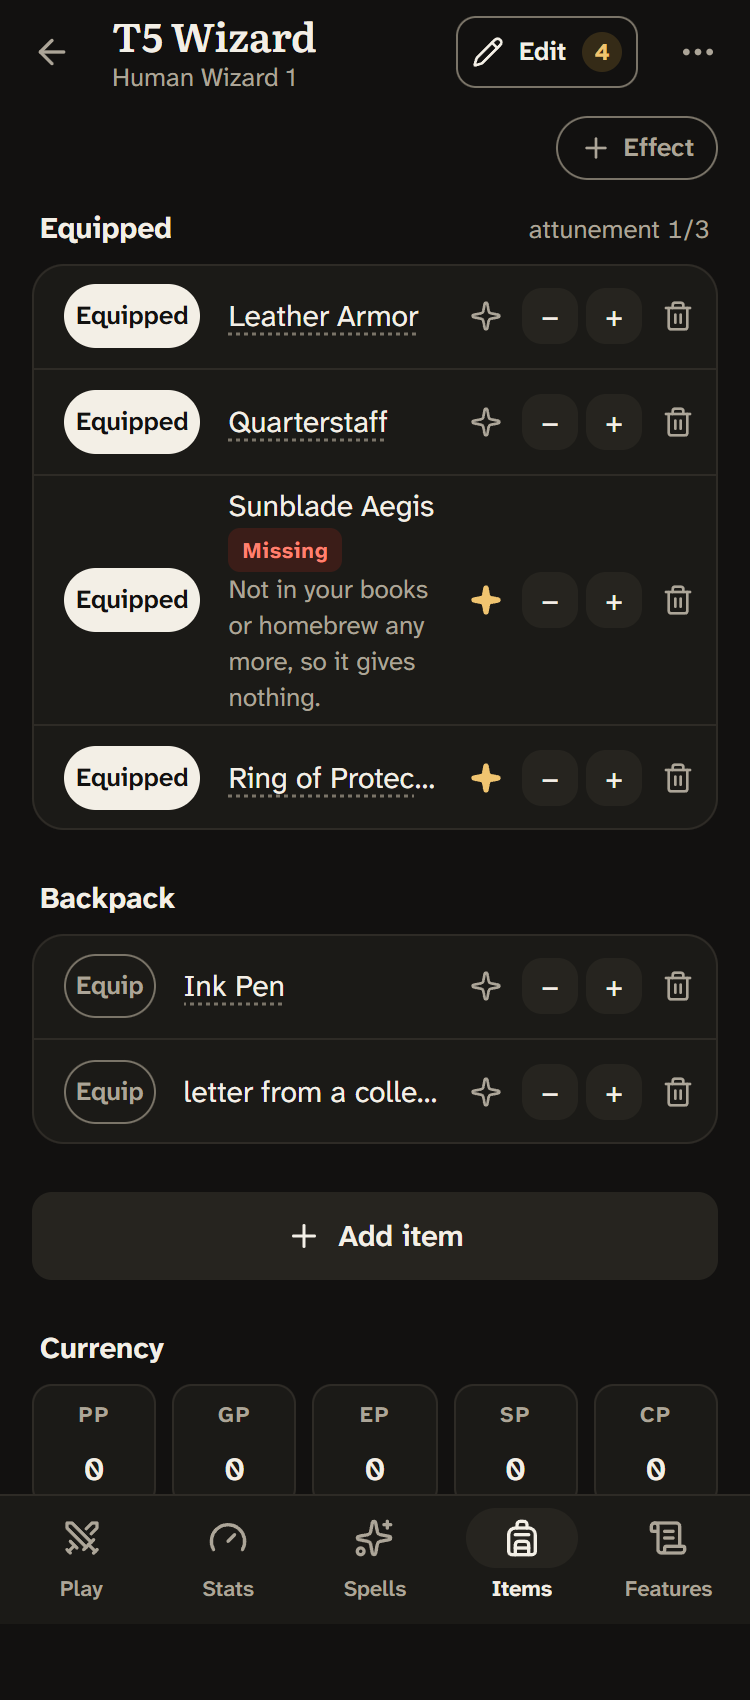 T5 Wizard
Human Wizard 1
Edit 4
+ Effect
Equipped attunement 1/3
Equipped Leather Armor − +
Equipped Quarterstaff − +
Sunblade Aegis
Missing
Equipped Not in your books
or homebrew any
more, so it gives
nothing. − +
Equipped Ring of Protec... − +
Backpack
Equip Ink Pen − +
Equip letter from a colle... − +
+ Add item
Currency
PP GP EP SP CP
0 0 0 0 0
Play Stats Spells Items Features